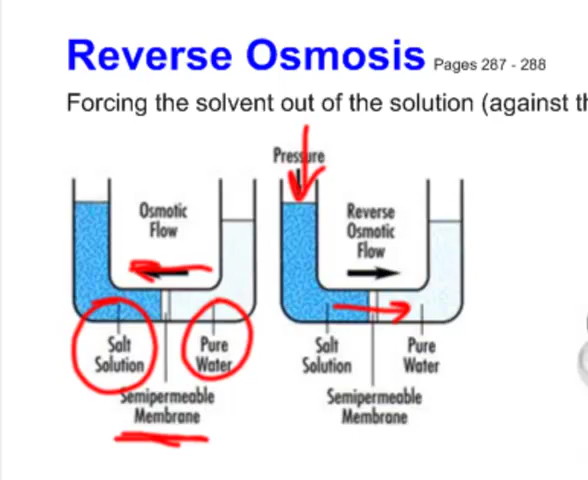 Reverse Osmosis Pages 287 - 288
Forcing the solvent out of the solution (against
Pressure
Osmotic
Flow
Reverse
Osmotic
Flow
Salt
Solution
Pure
Water
Salt
Solution
Pure
Water
Semipermeable
Membrane
Semipermeable
Membrane